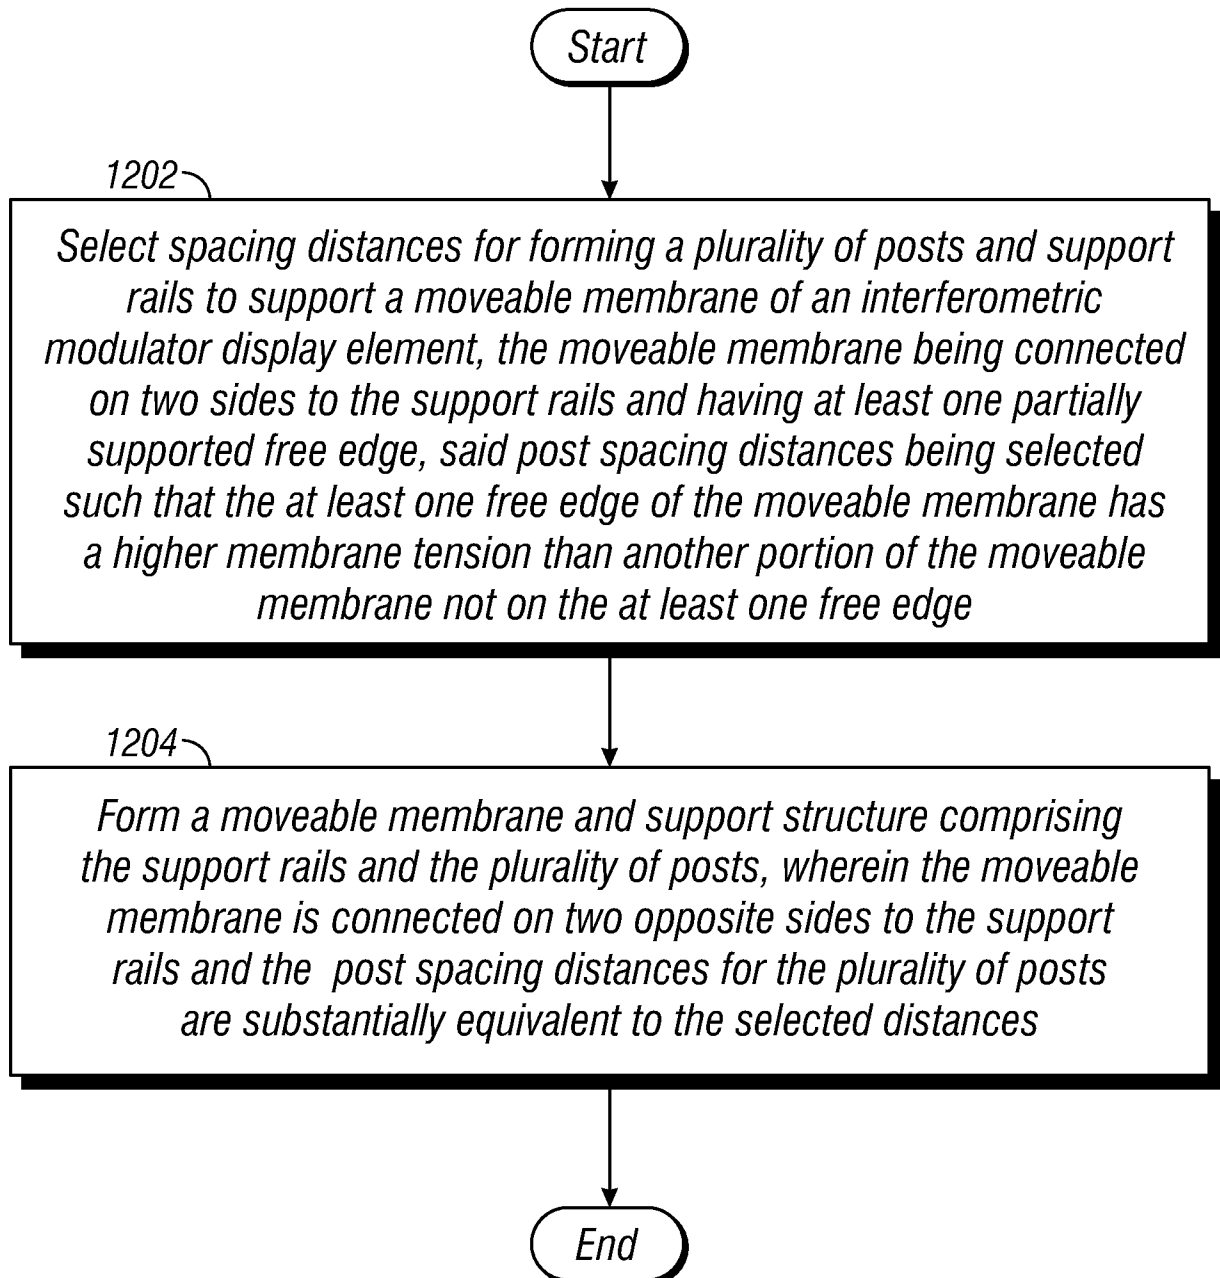 Start
1202
Select spacing distances for forming a plurality of posts and support
rails to support a moveable membrane of an interferometric
modulator display element, the moveable membrane being connected
on two sides to the support rails and having at least one partially
supported free edge, said post spacing distances being selected
such that the at least one free edge of the moveable membrane has
a higher membrane tension than another portion of the moveable
membrane not on the at least one free edge
1204
Form a moveable membrane and support structure comprising
the support rails and the plurality of posts, wherein the moveable
membrane is connected on two opposite sides to the support
rails and the post spacing distances for the plurality of posts
are substantially equivalent to the selected distances
End